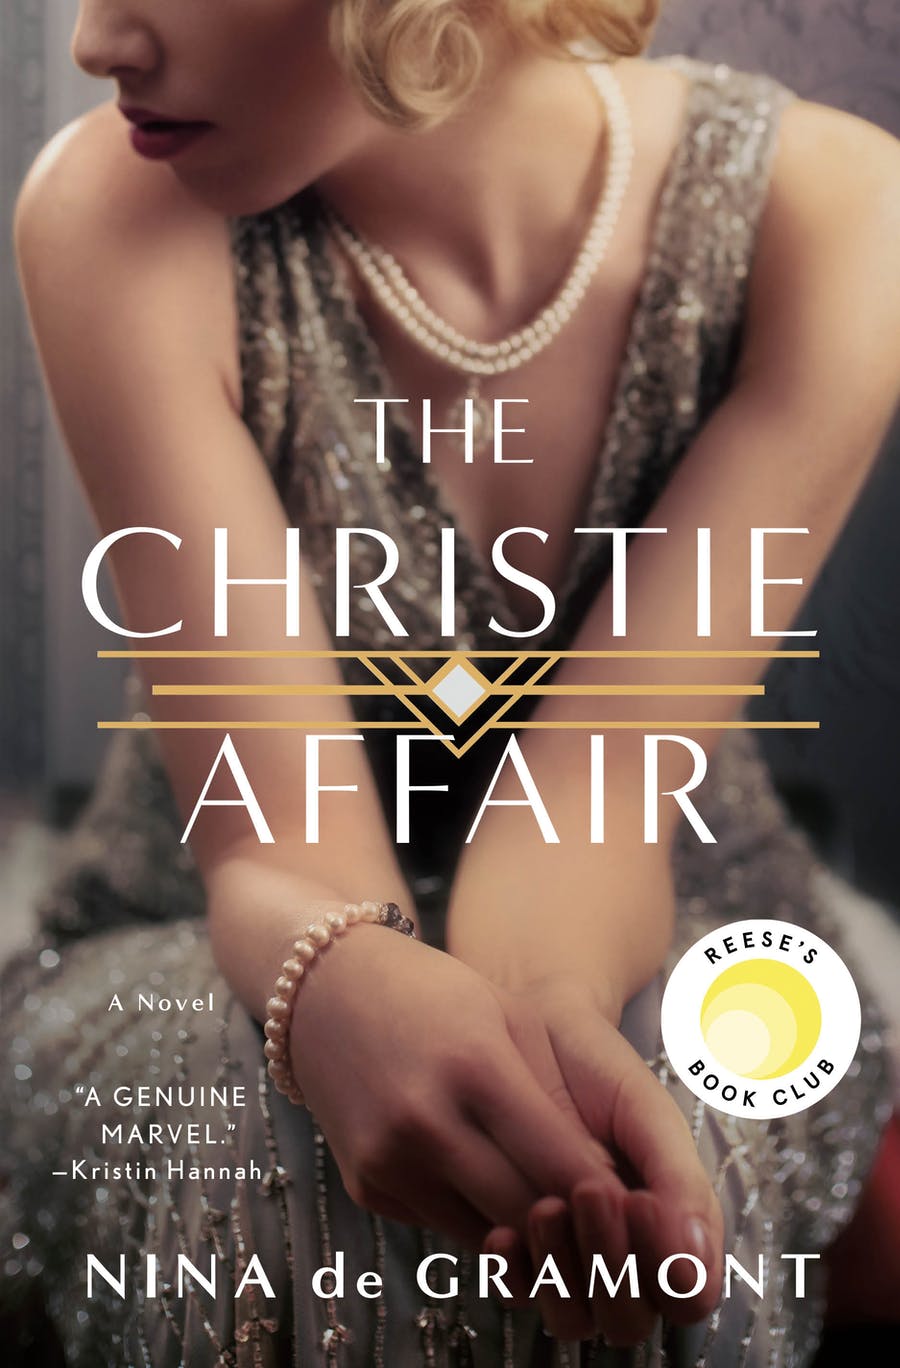 THE
CHRISTIE
AFFAIR
A Novel
“A GENUINE
MARVEL.”
—Kristin Hannah
REESE'S
BOOK CLUB
NINA de GRAMONT